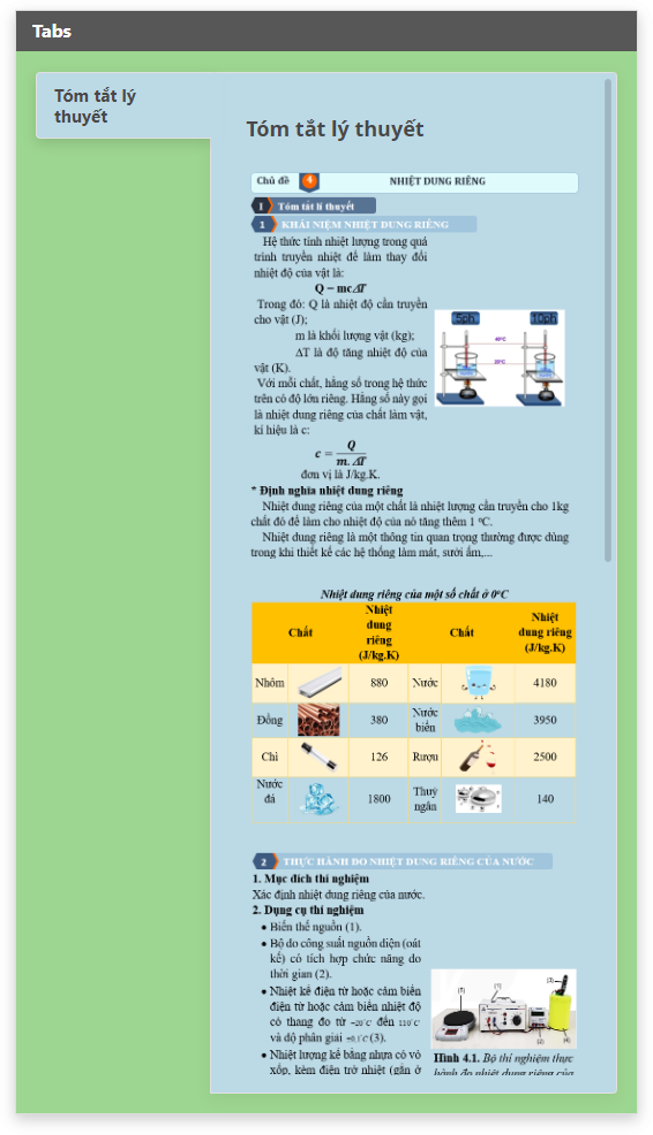 Tabs
Tóm tắt lý
thuyết
Tóm tắt lý thuyết
Chủ đề 4 NHIỆT DUNG RIÊNG
I Tóm tắt lí thuyết
1 KHÁI NIỆM NHIỆT DUNG RIÊNG
Hệ thức tính nhiệt lượng trong quá
trình truyền nhiệt để làm thay đổi
nhiệt độ của vật là:
Q = mcΔT
Trong đó: Q là nhiệt độ cần truyền
cho vật (J);
m là khối lượng vật (kg);
ΔT là độ tăng nhiệt độ của
vật (K).
Với mỗi chất, hằng số trong hệ thức
trên có độ lớn riêng. Hằng số này gọi
là nhiệt dung riêng của chất làm vật,
kí hiệu là c:
c = Q / m.ΔT
đơn vị là J/kg.K.
5ph 10ph
40°C
20°C
* Định nghĩa nhiệt dung riêng
Nhiệt dung riêng của một chất là nhiệt lượng cần truyền cho 1kg
chất đó để làm cho nhiệt độ của nó tăng thêm 1 °C.
Nhiệt dung riêng là một thông tin quan trọng thường được dùng
trong khi thiết kế các hệ thống làm mát, sưởi ấm,...
Nhiệt dung riêng của một số chất ở 0°C
Chất Nhiệt dung riêng (J/kg.K) Chất Nhiệt dung riêng (J/kg.K)
Nhôm 880 Nước 4180
Đồng 380 Nước biển 3950
Chì 126 Rượu 2500
Nước đá 1800 Thuỷ ngân 140
2 THỰC HÀNH ĐO NHIỆT DUNG RIÊNG CỦA NƯỚC
1. Mục đích thí nghiệm
Xác định nhiệt dung riêng của nước.
2. Dụng cụ thí nghiệm
• Biến thế nguồn (1).
• Bộ đo công suất nguồn điện (oát
kế) có tích hợp chức năng đo
thời gian (2).
• Nhiệt kế điện tử hoặc cảm biến
điện tử hoặc cảm biến nhiệt độ
có thang đo từ -20°C đến 110°C
và độ phân giải ±0,1°C (3).
• Nhiệt lượng kế bằng nhựa có vỏ
xốp, kèm điện trở nhiệt (gắn ở
(5) (1) (3)
(2) (4)
Hình 4.1. Bộ thí nghiệm thực
hành đo nhiệt dung riêng của